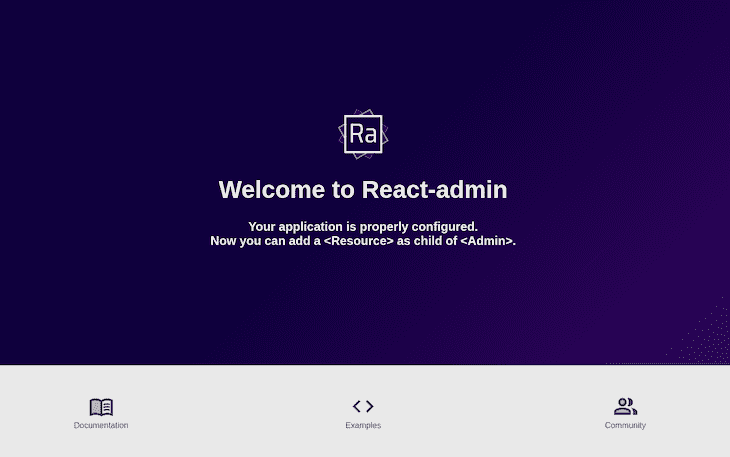 Ra
Welcome to React-admin
Your application is properly configured.
Now you can add a <Resource> as child of <Admin>.
Documentation
Examples
Community